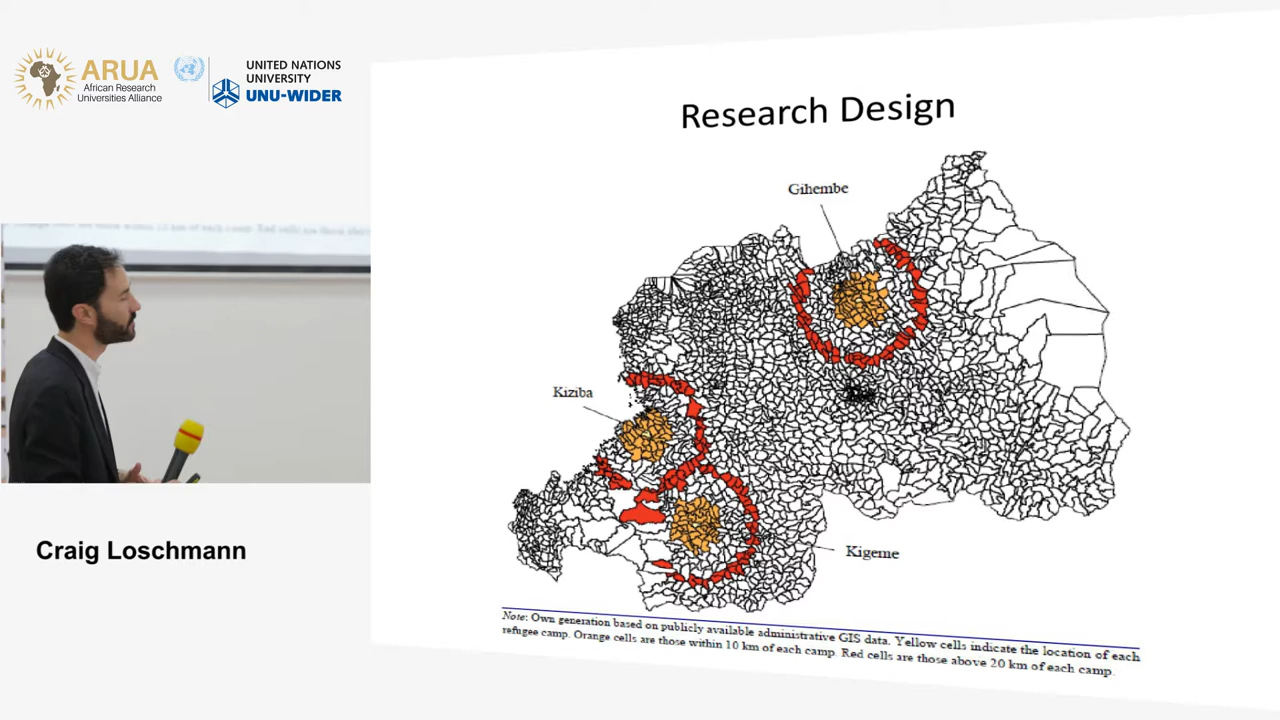 ARUA
African Research
Universities Alliance
UNITED NATIONS
UNIVERSITY
UNU-WIDER
Research Design
Gihembe
Kiziba
Kigeme
Craig Loschmann
Note: Own generation based on publicly available administrative GIS data. Yellow cells indicate the location of each
refugee camp. Orange cells are those within 10 km of each camp. Red cells are those above 20 km of each camp.